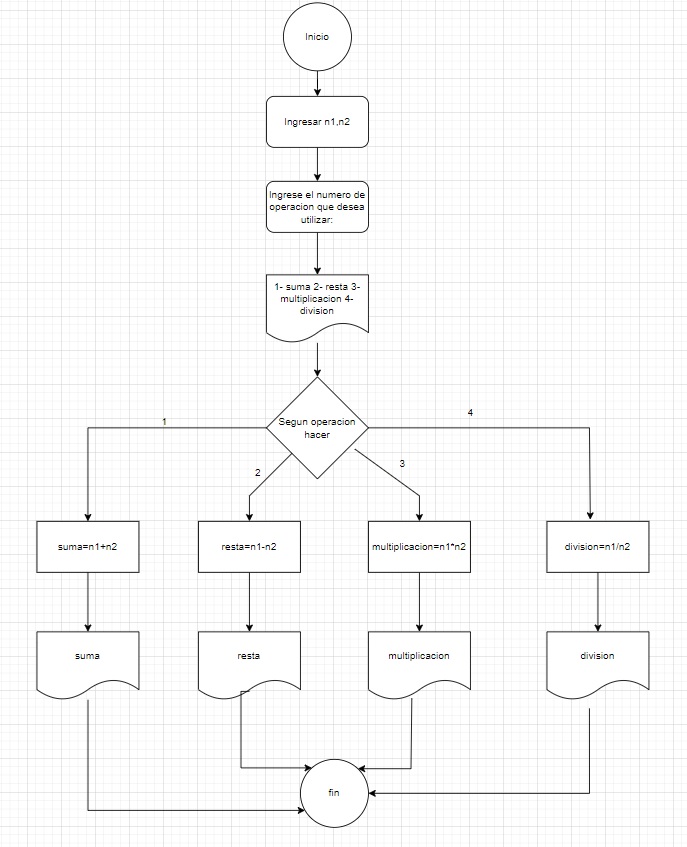 Inicio
Ingresar n1,n2
Ingrese el numero de
operacion que desea
utilizar:
1- suma 2- resta 3-
multiplicacion 4-
division
Segun operacion
hacer
1
2
3
4
suma=n1+n2
resta=n1-n2
multiplicacion=n1*n2
division=n1/n2
suma
resta
multiplicacion
division
fin